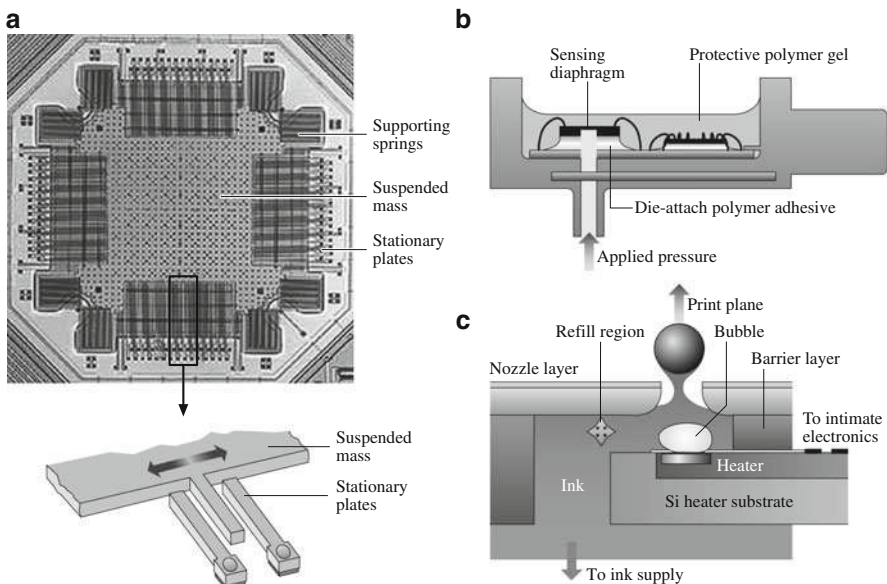 a
Supporting
springs
Suspended
mass
Stationary
plates
Suspended
mass
Stationary
plates
b
Sensing
diaphragm
Protective polymer gel
Die-attach polymer adhesive
Applied pressure
c
Print plane
Refill region
Bubble
Nozzle layer
Barrier layer
To intimate
electronics
Heater
Ink
Si heater substrate
To ink supply